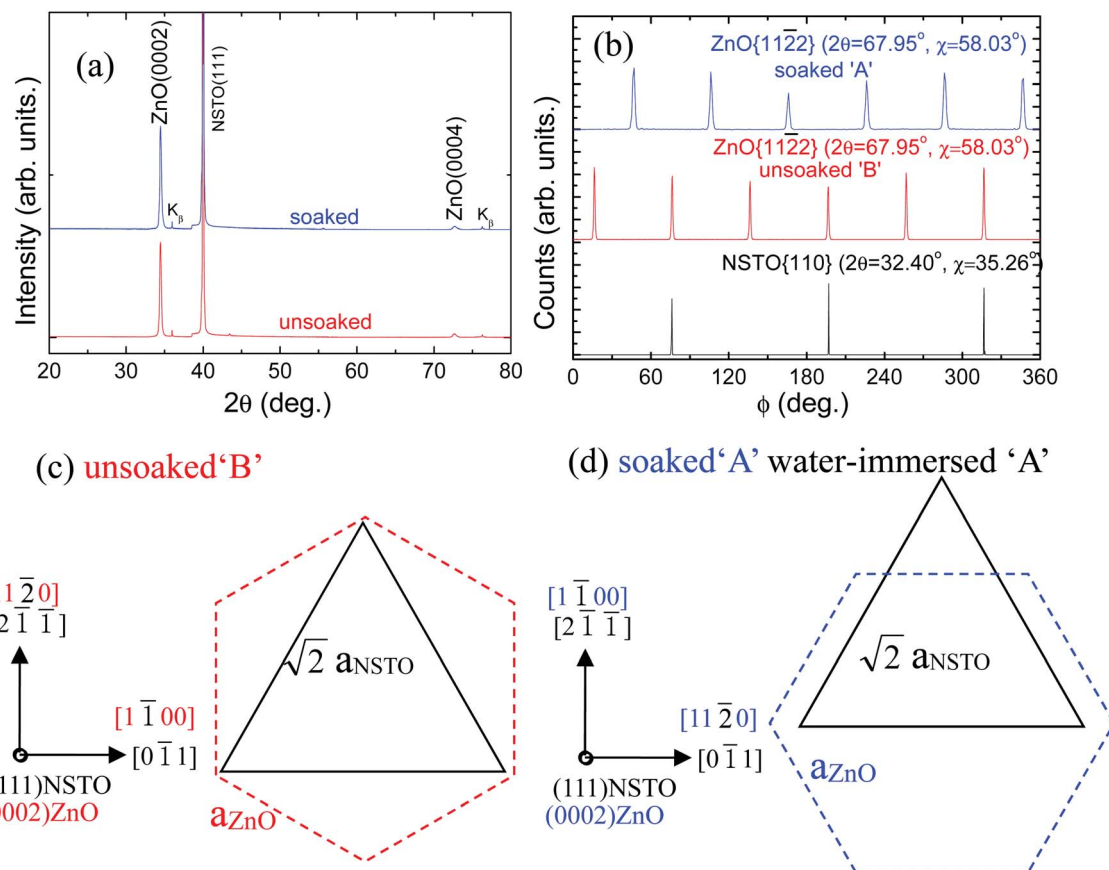 (a)
ZnO(0002)
NSTO(111)
ZnO(0004)
Kβ
Kβ
soaked
unsoaked
Intensity (arb. units.)
20 30 40 50 60 70 80
2θ (deg.)
(b)
ZnO{112̅2} (2θ=67.95°, χ=58.03°)
soaked 'A'
ZnO{112̅2} (2θ=67.95°, χ=58.03°)
unsoaked 'B'
NSTO{110} (2θ=32.40°, χ=35.26°)
Counts (arb. units.)
0 60 120 180 240 300 360
ϕ (deg.)
(c) unsoaked‘B’
1 2̅ 0]
2 1̅ 1̅ ]
[1 1̅ 00]
[0 1̅ 1]
111)NSTO
0002)ZnO
√2 aNSTO
aZnO
(d) soaked‘A’ water-immersed ‘A’
[1 1̅ 00]
[2 1̅ 1̅ ]
[11 2̅ 0]
[0 1̅ 1]
(111)NSTO
(0002)ZnO
√2 aNSTO
aZnO